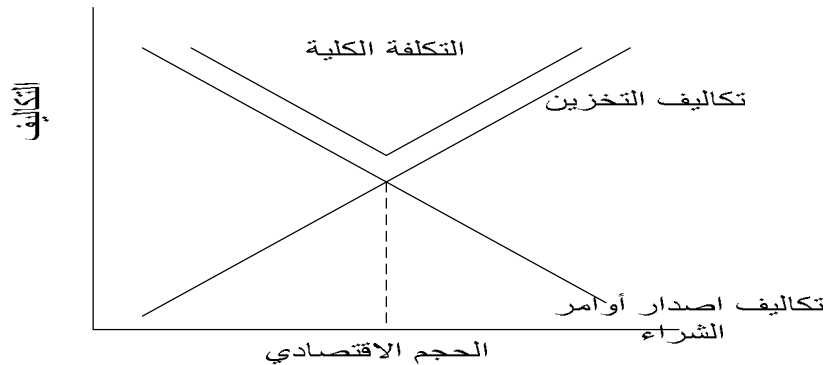 التكلفة الكلية
تكاليف التخزين
التكاليف
تكاليف اصدار أوامر
الشراء
الحجم الاقتصادي